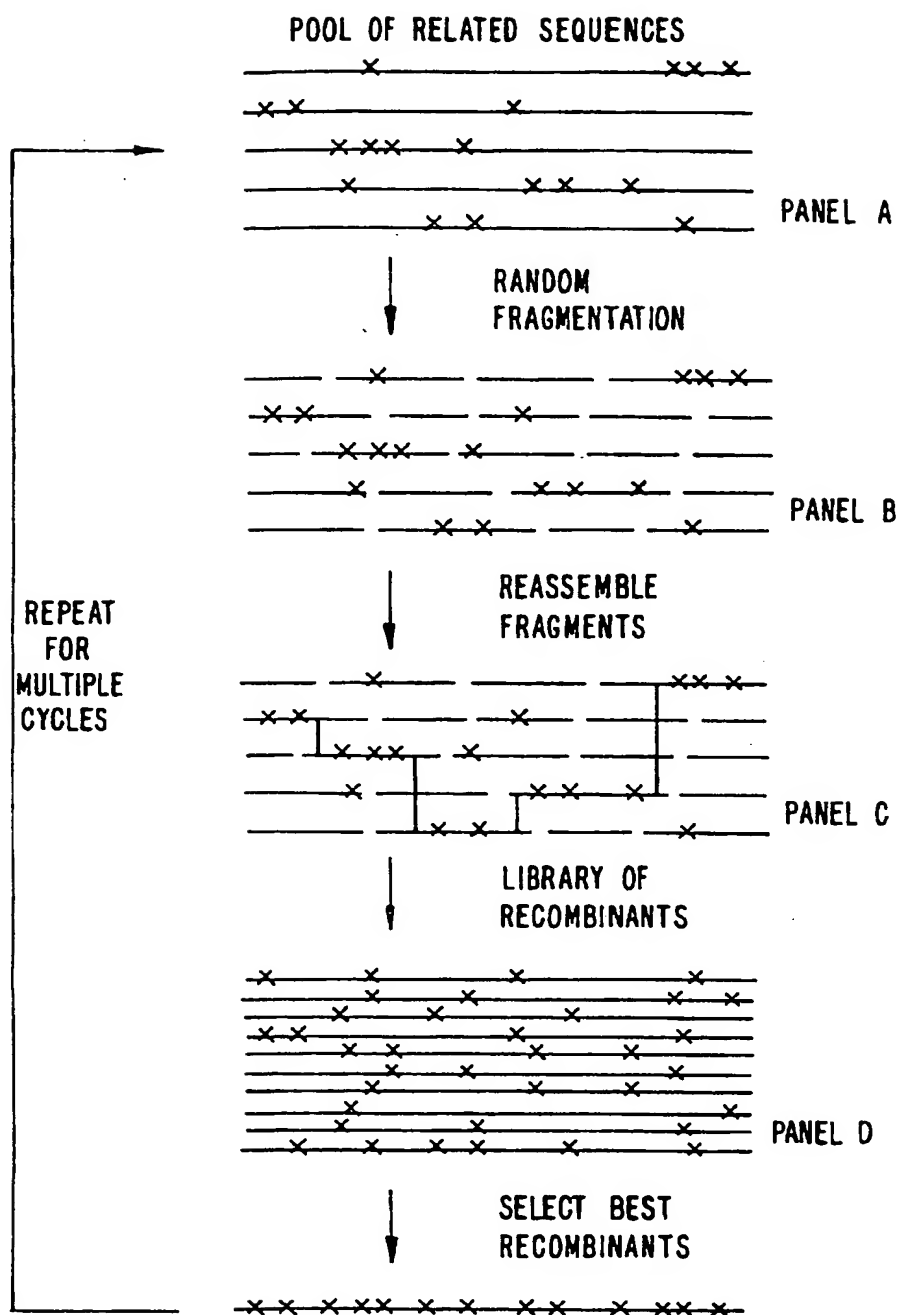 POOL OF RELATED SEQUENCES
PANEL A
RANDOM
FRAGMENTATION
PANEL B
REASSEMBLE
FRAGMENTS
REPEAT
FOR
MULTIPLE
CYCLES
PANEL C
LIBRARY OF
RECOMBINANTS
PANEL D
SELECT BEST
RECOMBINANTS